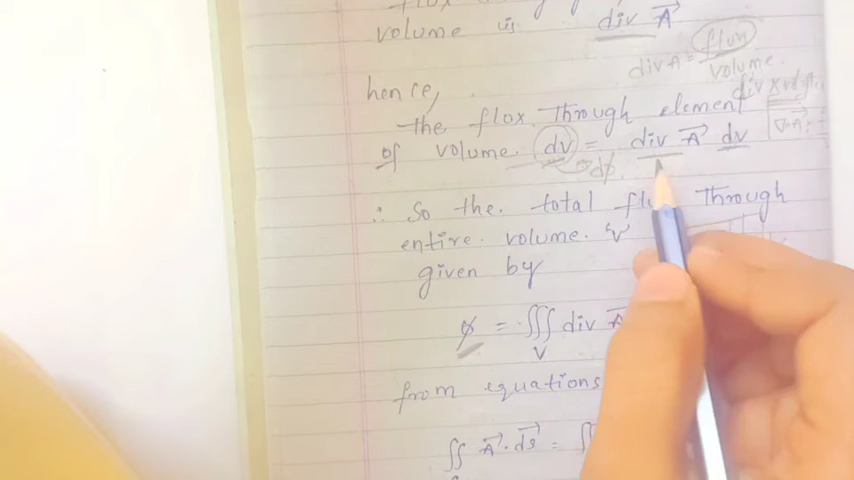 volume is div A⃗
div A = flux
volume
hence,
the flox through element
of volume dv = div A⃗ dv
dϕ
∴ so the total through
entire volume 'v'
given by
ϕ = ∭ div A⃗
V
from equations
∬ A⃗ · ds⃗ =